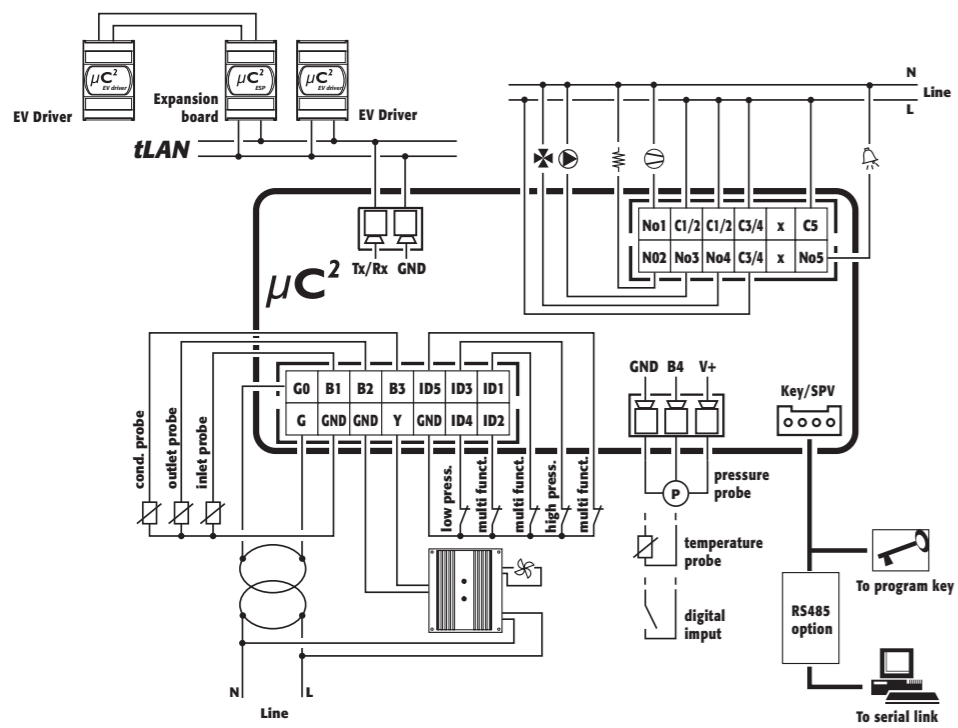 µC²
EV driver
µC²
ESP
µC²
EV driver
EV Driver
Expansion
board
EV Driver
tLAN
N
Line
L
No1 C1/2 C1/2 C3/4 x C5
N02 No3 No4 C3/4 x No5
Tx/Rx GND
µC²
G0 B1 B2 B3 ID5 ID3 ID1
G GND GND Y GND ID4 ID2
GND B4 V+
Key/SPV
cond. probe
outlet probe
inlet probe
low press.
multi funct.
multi funct.
high press.
multi funct.
P
pressure
probe
temperature
probe
digital
imput
To program key
RS485
option
To serial link
N
L
Line